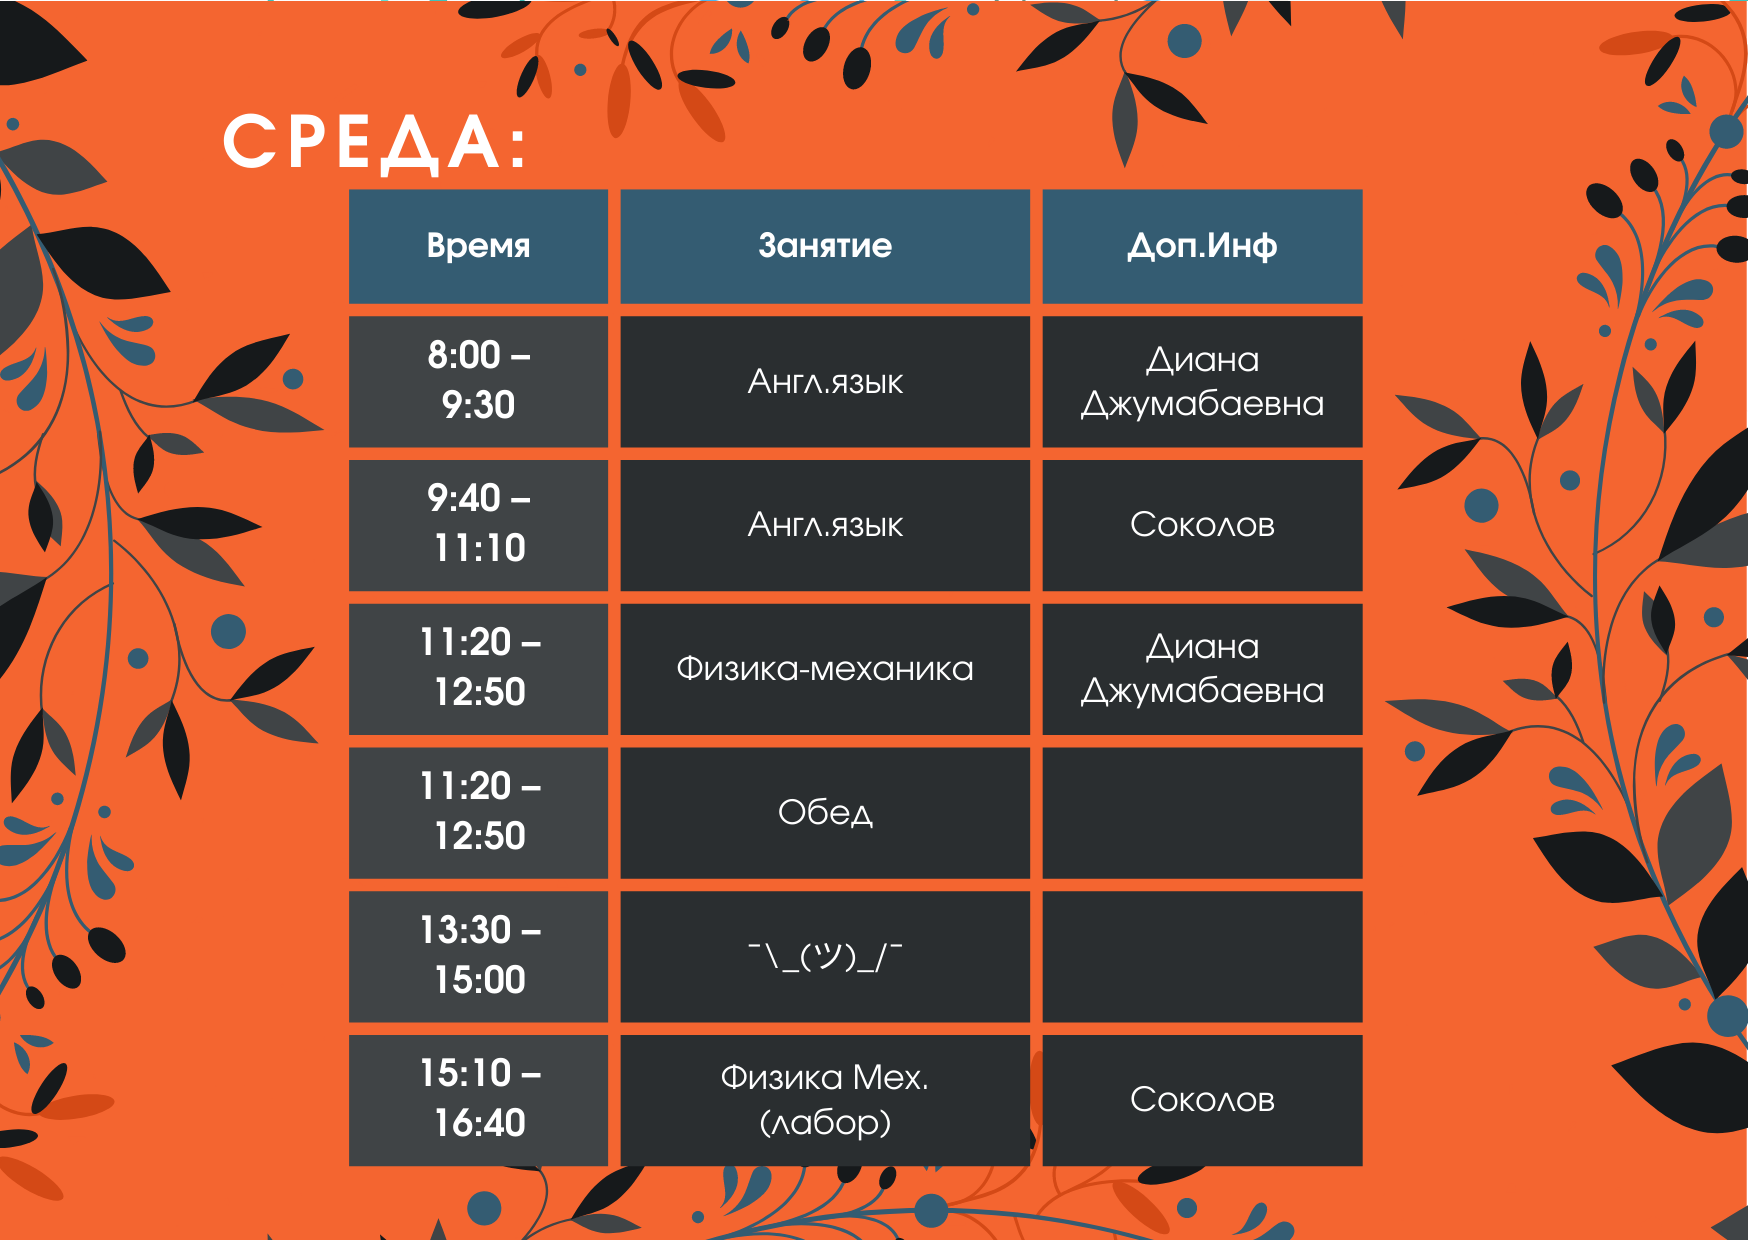 СРЕДА:
Время
Занятие
Доп.Инф
8:00 –
9:30
Англ.язык
Диана
Джумабаевна
9:40 –
11:10
Англ.язык
Соколов
11:20 –
12:50
Физика-механика
Диана
Джумабаевна
11:20 –
12:50
Обед
13:30 –
15:00
¯\_(ツ)_/¯
15:10 –
16:40
Физика Мех.
(лабор)
Соколов